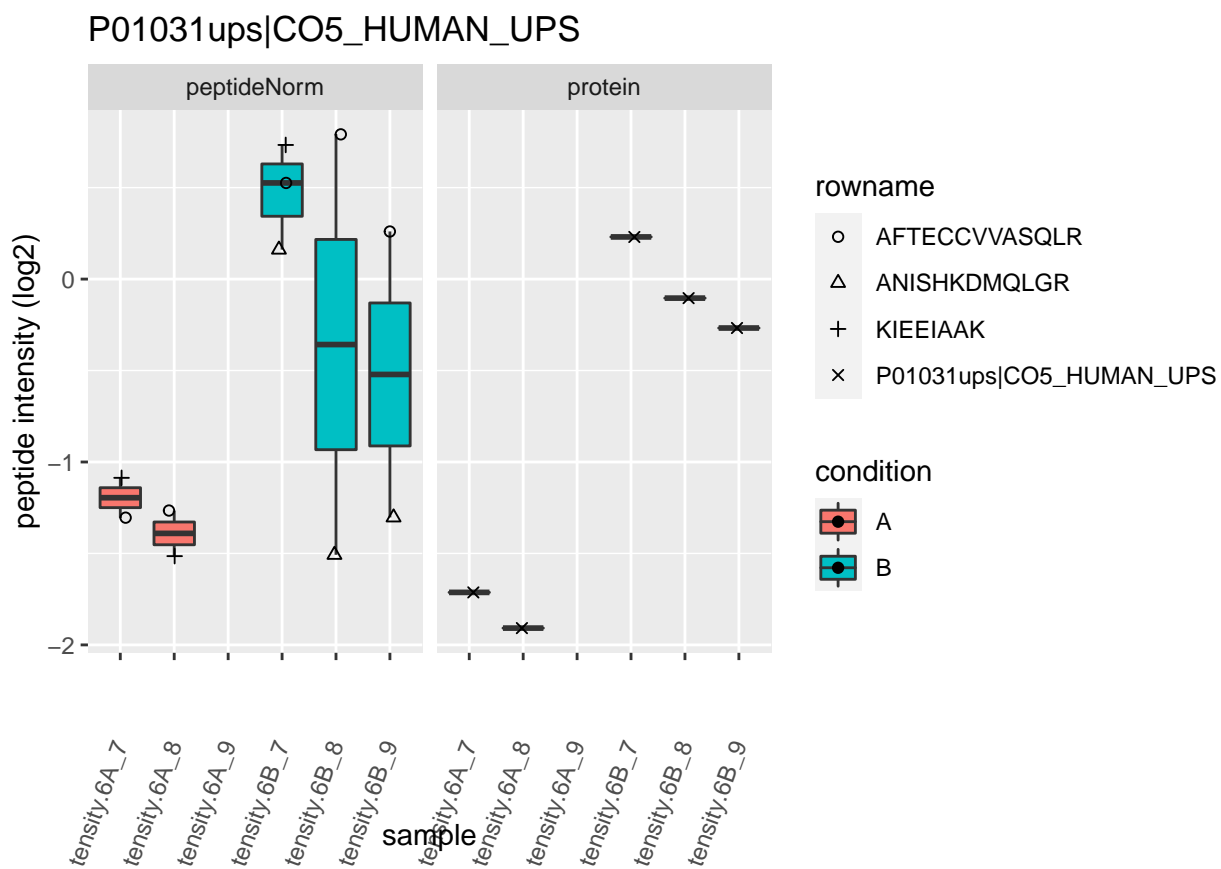 P01031ups|CO5_HUMAN_UPS
peptideNorm
protein
peptide intensity (log2)
0
−1
−2
tensity.6A_7
tensity.6A_8
tensity.6A_9
tensity.6B_7
tensity.6B_8
tensity.6B_9
tensity.6A_7
tensity.6A_8
tensity.6A_9
tensity.6B_7
tensity.6B_8
tensity.6B_9
sample
rowname
AFTECCVVASQLR
ANISHKDMQLGR
KIEEIAAK
P01031ups|CO5_HUMAN_UPS
condition
A
B